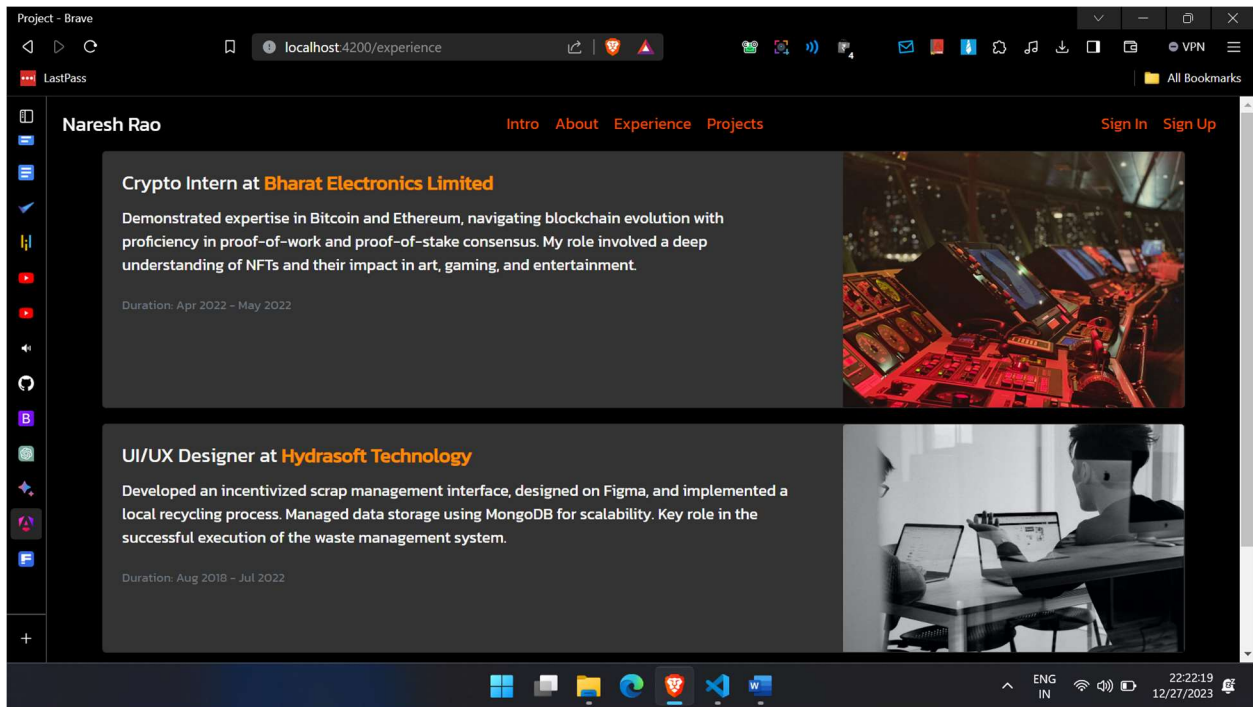 Project - Brave
localhost:4200/experience
4
VPN
LastPass
All Bookmarks
Naresh Rao
Intro About Experience Projects
Sign In Sign Up
Crypto Intern at Bharat Electronics Limited
Demonstrated expertise in Bitcoin and Ethereum, navigating blockchain evolution with
proficiency in proof-of-work and proof-of-stake consensus. My role involved a deep
understanding of NFTs and their impact in art, gaming, and entertainment.
Duration: Apr 2022 - May 2022
UI/UX Designer at Hydrasoft Technology
Developed an incentivized scrap management interface, designed on Figma, and implemented a
local recycling process. Managed data storage using MongoDB for scalability. Key role in the
successful execution of the waste management system.
Duration: Aug 2018 - Jul 2022
ENG
IN
22:22:19
12/27/2023